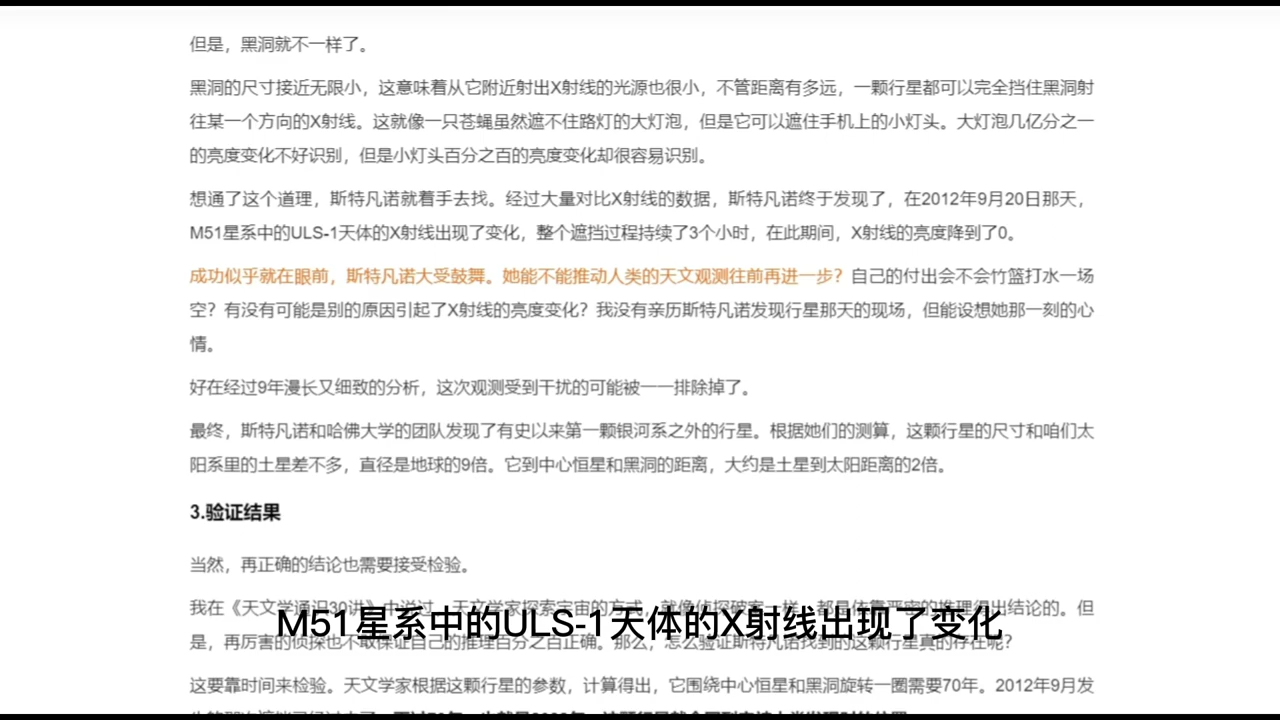 但是，黑洞就不一样了。
黑洞的尺寸接近无限小，这意味着从它附近射出X射线的光源也很小，不管距离有多远，一颗行星都可以完全挡住黑洞射
往某一个方向的X射线。这就像一只苍蝇虽然遮不住路灯的大灯泡，但是它可以遮住手机上的小灯头。大灯泡几亿分之一
的亮度变化不好识别，但是小灯头百分之百的亮度变化却很容易识别。
想通了这个道理，斯特凡诺就着手去找。经过大量对比X射线的数据，斯特凡诺终于发现了，在2012年9月20日那天，
M51星系中的ULS-1天体的X射线出现了变化，整个遮挡过程持续了3个小时，在此期间，X射线的亮度降到了0。
成功似乎就在眼前，斯特凡诺大受鼓舞。她能不能推动人类的天文观测往前再进一步？自己的付出会不会竹篮打水一场
空？有没有可能是别的原因引起了X射线的亮度变化？我没有亲历斯特凡诺发现行星那天的现场，但能设想她那一刻的心
情。
好在经过9年漫长又细致的分析，这次观测受到干扰的可能被一一排除掉了。
最终，斯特凡诺和哈佛大学的团队发现了有史以来第一颗银河系之外的行星。根据她们的测算，这颗行星的尺寸和咱们太
阳系里的土星差不多，直径是地球的9倍。它到中心恒星和黑洞的距离，大约是土星到太阳距离的2倍。
3.验证结果
当然，再正确的结论也需要接受检验。
我在《天文学通识30讲》中说过，天文学家探索宇宙的方式，就像侦探破案一样，都是依靠严密的推理得出结论的。但
是，再厉害的侦探也不敢保证自己的推理百分之百正确。那么，怎么验证斯特凡诺找到的这颗行星真的存在呢？
M51星系中的ULS-1天体的X射线出现了变化
这要靠时间来检验。天文学家根据这颗行星的参数，计算得出，它围绕中心恒星和黑洞旋转一圈需要70年。2012年9月发